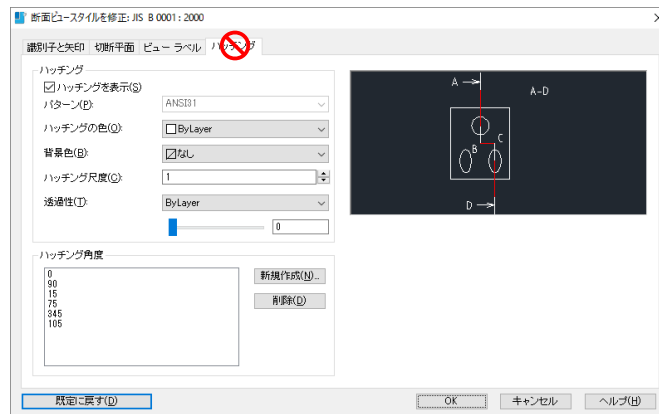 断面ビュースタイルを修正: JIS B 0001 : 2000
識別子と矢印 切断平面 ビュー ラベル ハッチング
ハッチング
ハッチングを表示(S)
パターン(P): ANSI31
ハッチングの色(O): ByLayer
背景色(B): なし
ハッチング尺度(C): 1
透過性(T): ByLayer
0
ハッチング角度
0
90
15
75
345
105
新規作成(N)...
削除(D)
A
A-D
C
B
D
既定に戻す(D) OK キャンセル ヘルプ(H)